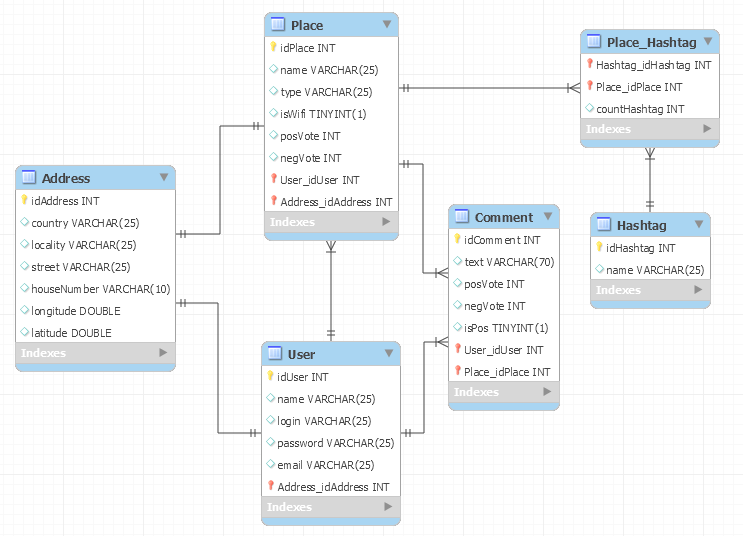 Place
idPlace INT
name VARCHAR(25)
type VARCHAR(25)
isWifi TINYINT(1)
posVote INT
negVote INT
User_idUser INT
Address_idAddress INT
Indexes
Place_Hashtag
Hashtag_idHashtag INT
Place_idPlace INT
countHashtag INT
Indexes
Address
idAddress INT
country VARCHAR(25)
locality VARCHAR(25)
street VARCHAR(25)
houseNumber VARCHAR(10)
longitude DOUBLE
latitude DOUBLE
Indexes
Comment
idComment INT
text VARCHAR(70)
posVote INT
negVote INT
isPos TINYINT(1)
User_idUser INT
Place_idPlace INT
Indexes
Hashtag
idHashtag INT
name VARCHAR(25)
Indexes
User
idUser INT
name VARCHAR(25)
login VARCHAR(25)
password VARCHAR(25)
email VARCHAR(25)
Address_idAddress INT
Indexes